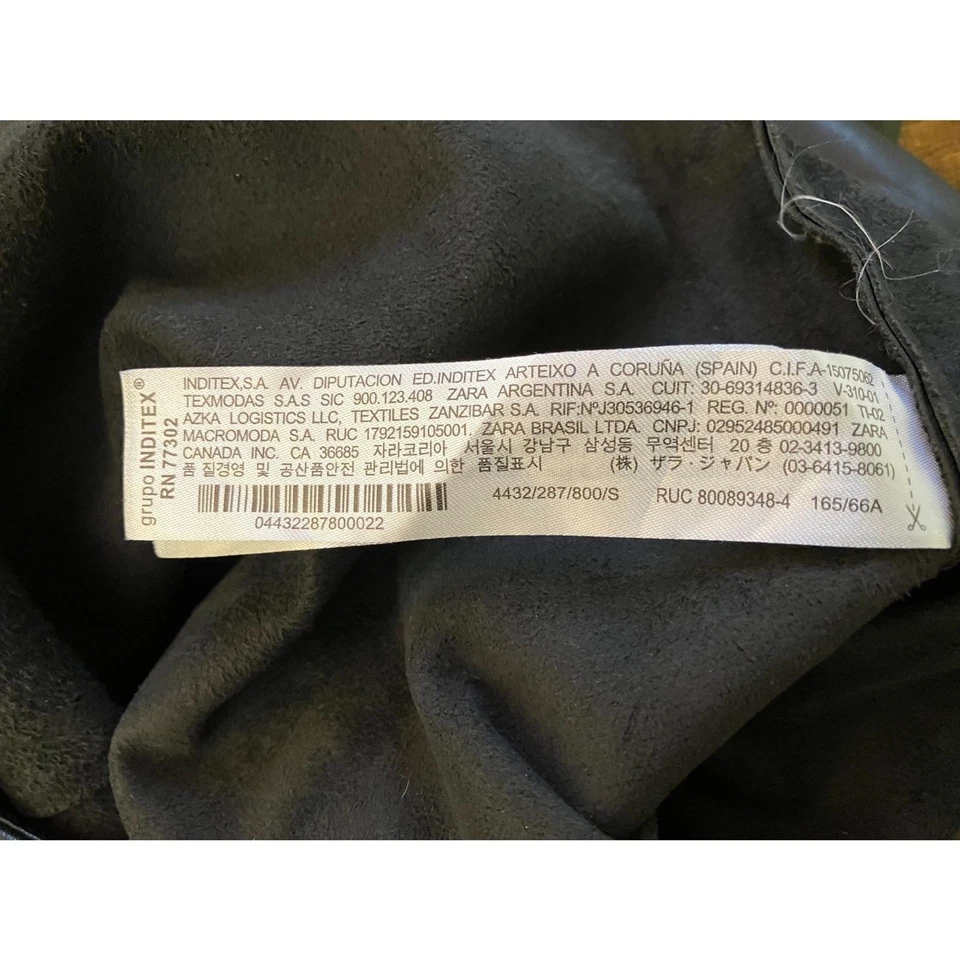 grupo INDITEX®
RN 77302
INDITEX,S.A. AV. DIPUTACION ED.INDITEX ARTEIXO A CORUÑA (SPAIN) C.I.F.A-15075062
TEXMODAS S.A.S SIC 900.123.408 ZARA ARGENTINA S.A. CUIT: 30-69314836-3 V-310-01
AZKA LOGISTICS LLC, TEXTILES ZANZIBAR S.A. RIF:NºJ30536946-1 REG. Nº: 0000051 TI-02
MACROMODA S.A. RUC 1792159105001, ZARA BRASIL LTDA. CNPJ: 02952485000491 ZARA
CANADA INC. CA 36685 자라코리아 서울시 강남구 삼성동 무역센터 20 층 02-3413-9800
품 질경영 및 공산품안전 관리법에 의한 품질표시 (株) ザラ・ジャパン (03-6415-8061)
4432/287/800/S RUC 80089348-4 165/66A
04432287800022